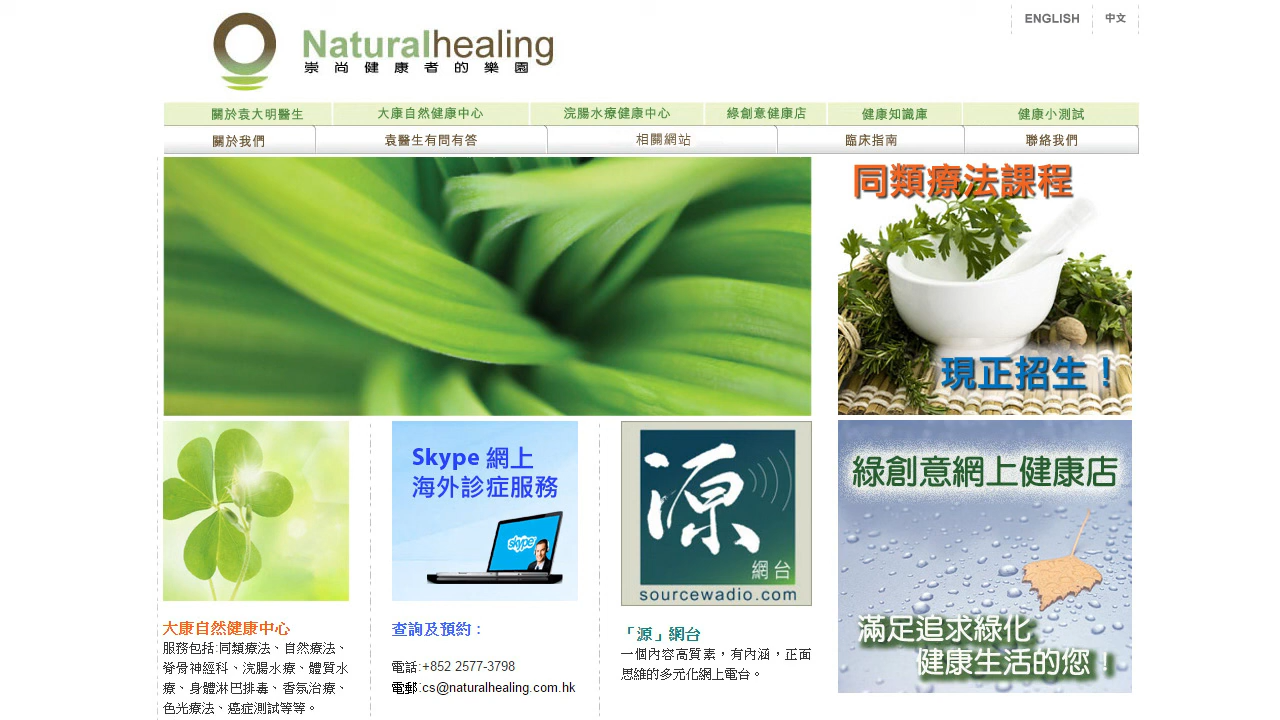 ENGLISH 中文
Naturalhealing
崇尚健康者的樂園
關於袁大明醫生 大康自然健康中心 浣腸水療健康中心 綠創意健康店 健康知識庫 健康小測試
關於我們 袁醫生有問有答 相關網站 臨床指南 聯絡我們
同類療法課程
現正招生！
Skype 網上
海外診症服務
skype
源
網台
sourcewadio.com
綠創意網上健康店
滿足追求綠化
健康生活的您！
大康自然健康中心
服務包括:同類療法、自然療法、
脊骨神經科、浣腸水療、體質水
療、身體淋巴排毒、香氛治療、
色光療法、癌症測試等等。
查詢及預約：
電話:+852 2577-3798
電郵:cs@naturalhealing.com.hk
「源」網台
一個內容高質素，有內涵，正面
思維的多元化網上電台。